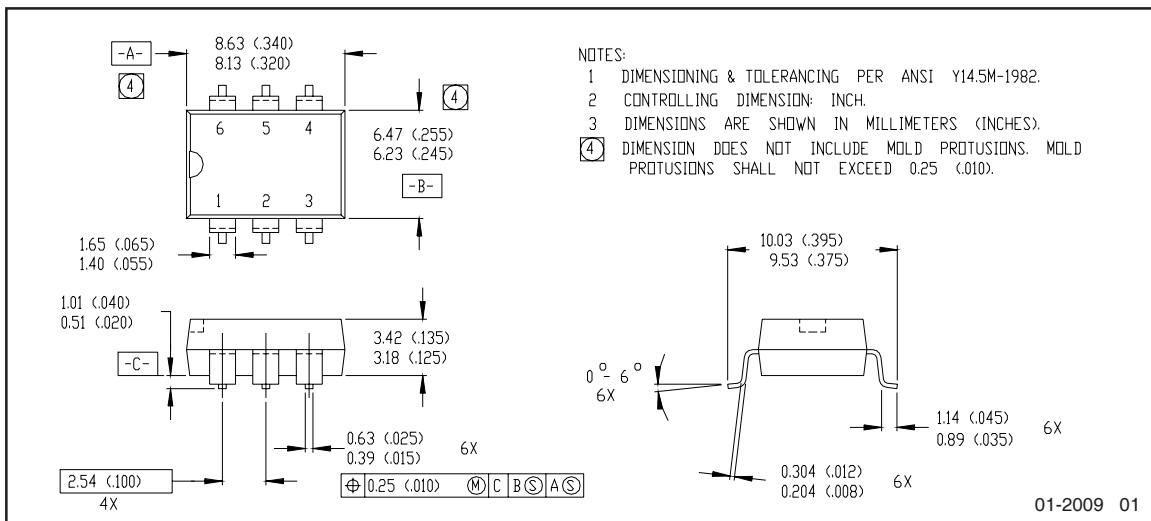 -A-
8.63 (.340)
8.13 (.320)
4
4
6 5 4
1 2 3
6.47 (.255)
6.23 (.245)
-B-
1.65 (.065)
1.40 (.055)
NOTES:
1 DIMENSIONING & TOLERANCING PER ANSI Y14.5M-1982.
2 CONTROLLING DIMENSION: INCH.
3 DIMENSIONS ARE SHOWN IN MILLIMETERS (INCHES).
4 DIMENSION DOES NOT INCLUDE MOLD PROTUSIONS. MOLD
PROTUSIONS SHALL NOT EXCEED 0.25 (.010).
1.01 (.040)
0.51 (.020)
-C-
3.42 (.135)
3.18 (.125)
0.63 (.025)
0.39 (.015)
6X
2.54 (.100)
4X
⌖ 0.25 (.010) Ⓜ C B Ⓢ A Ⓢ
10.03 (.395)
9.53 (.375)
0° - 6°
6X
1.14 (.045)
0.89 (.035)
6X
0.304 (.012)
0.204 (.008)
6X
01-2009 01